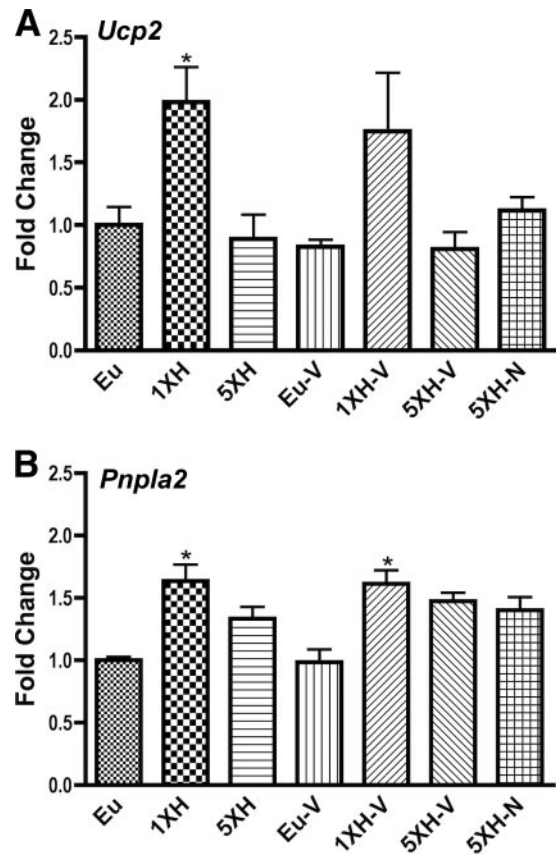 A
Ucp2
2.5
2.0
1.5
1.0
0.5
0.0
Fold Change
*
Eu
1XH
5XH
Eu-V
1XH-V
5XH-V
5XH-N
B
Pnpla2
2.5
2.0
1.5
1.0
0.5
0.0
Fold Change
*
*
Eu
1XH
5XH
Eu-V
1XH-V
5XH-V
5XH-N